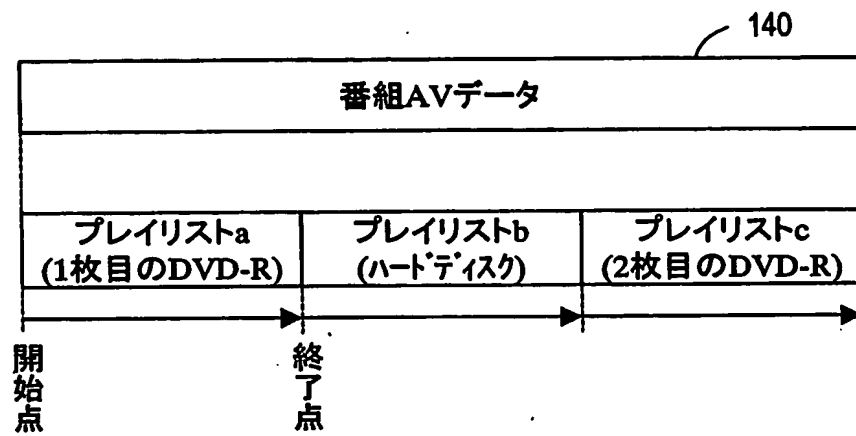 140
番組AVデータ
プレイリストa
(1枚目のDVD-R)
プレイリストb
(ハードディスク)
プレイリストc
(2枚目のDVD-R)
開始点
終了点